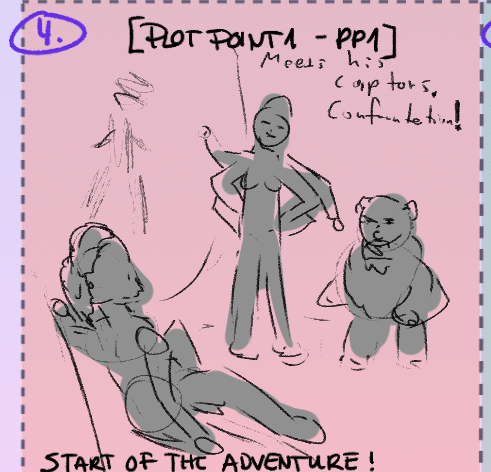 4.
[PLOT POINT 1 - PP1]
Meets his
captors.
Confrontation!
START OF THE ADVENTURE!